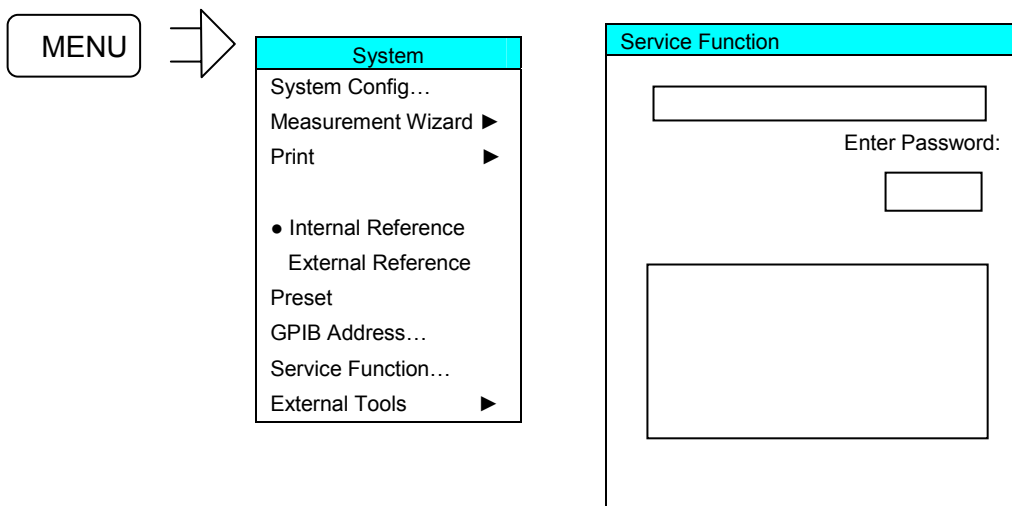 MENU
System
System Config…
Measurement Wizard ►
Print ►
● Internal Reference
External Reference
Preset
GPIB Address…
Service Function…
External Tools ►
Service Function
Enter Password: